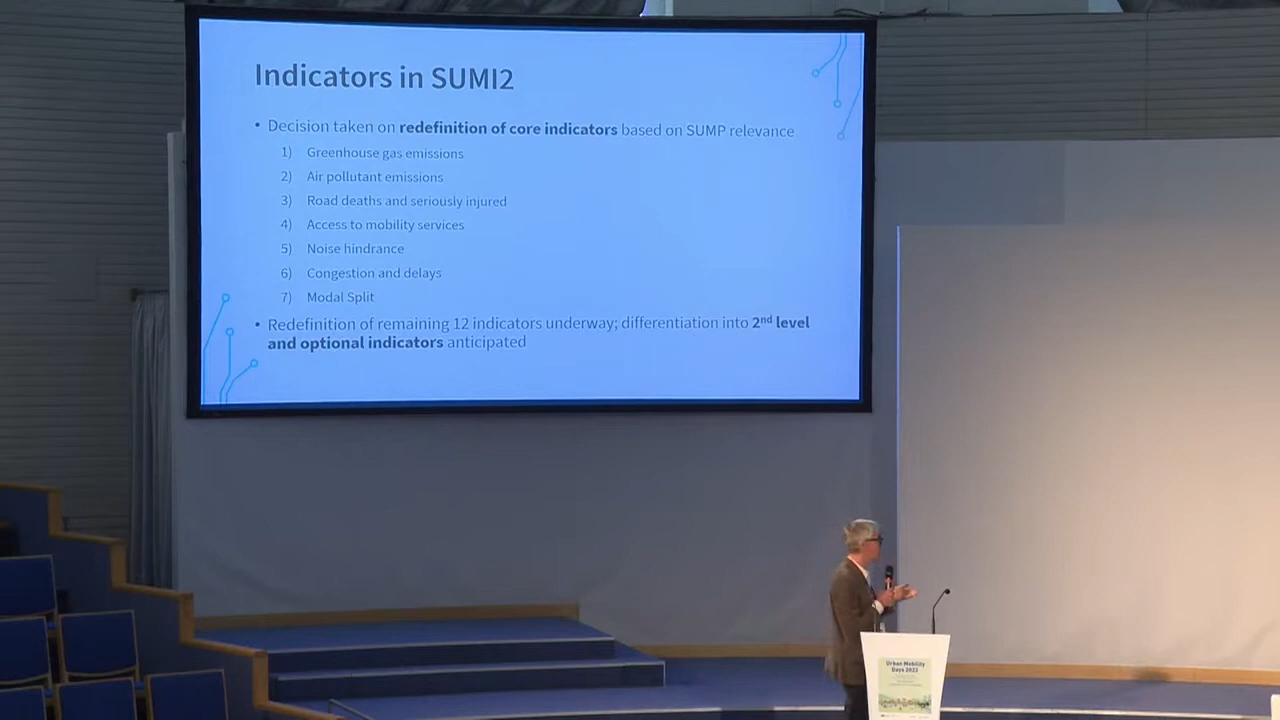 Indicators in SUMI2
• Decision taken on redefinition of core indicators based on SUMP relevance
1) Greenhouse gas emissions
2) Air pollutant emissions
3) Road deaths and seriously injured
4) Access to mobility services
5) Noise hindrance
6) Congestion and delays
7) Modal Split
• Redefinition of remaining 12 indicators underway; differentiation into 2nd level
and optional indicators anticipated
Urban Mobility
Days 2023